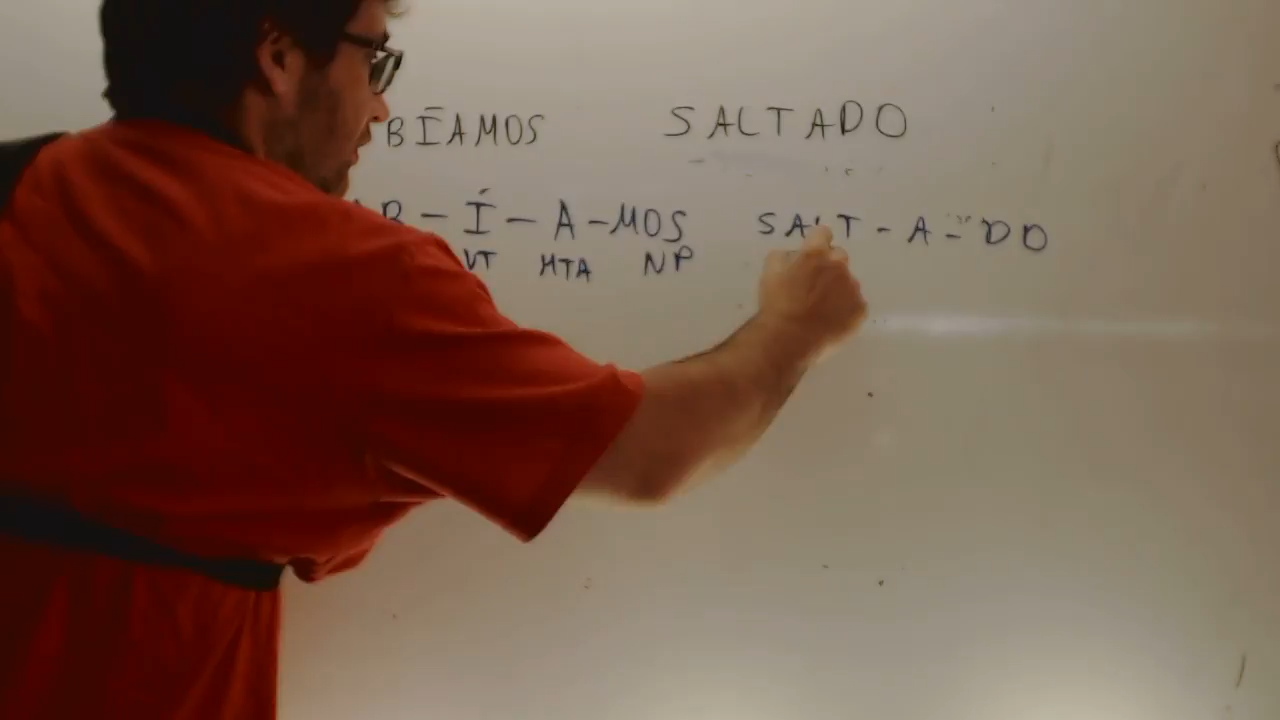 BÍAMOS SALTADO
B - Í - A - MOS SALT - A - DO
VT MTA NP